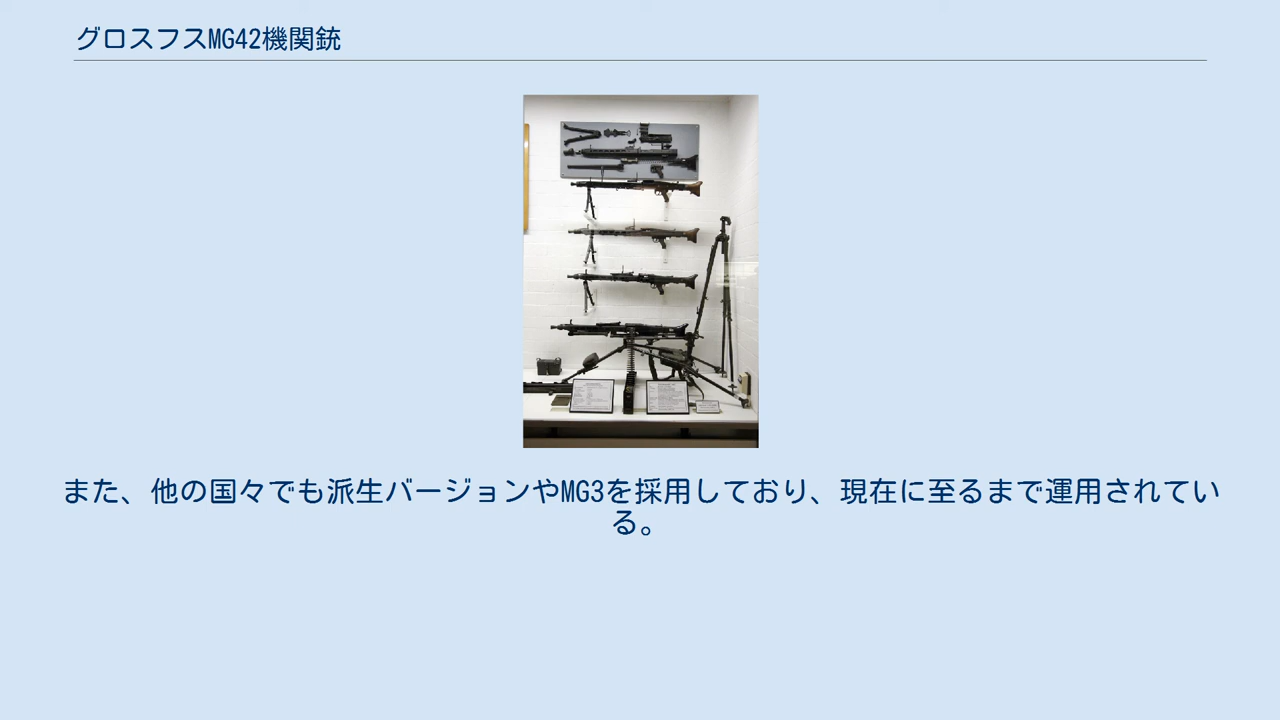 グロスフスMG42機関銃
また、他の国々でも派生バージョンやMG3を採用しており、現在に至るまで運用されてい
る。